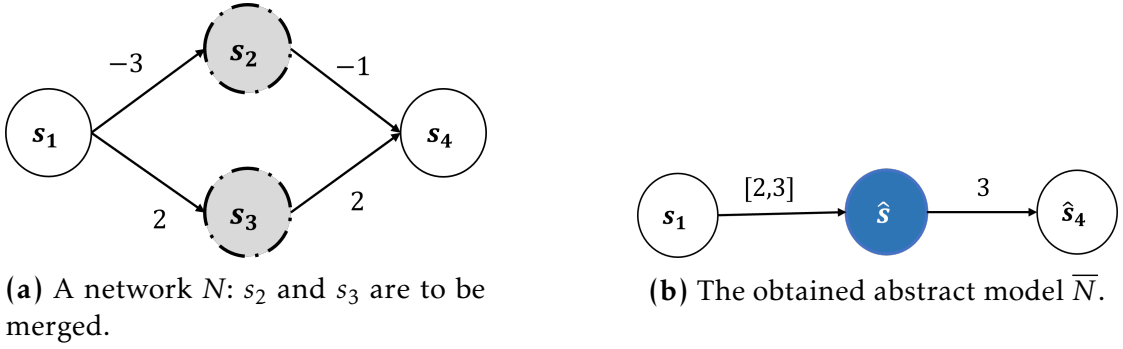 −3
s₂
−1
s₁
s₄
2
s₃
2
[2,3]
3
s₁
ŝ
ŝ₄
(a) A network N: s₂ and s₃ are to be
merged.
(b) The obtained abstract model N̅.